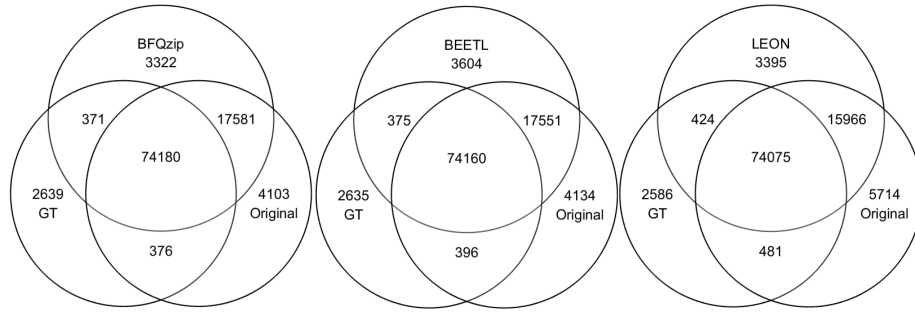 BFQzip
3322
371
17581
74180
2639
GT
4103
Original
376
BEETL
3604
375
17551
74160
2635
GT
4134
Original
396
LEON
3395
424
15966
74075
2586
GT
5714
Original
481